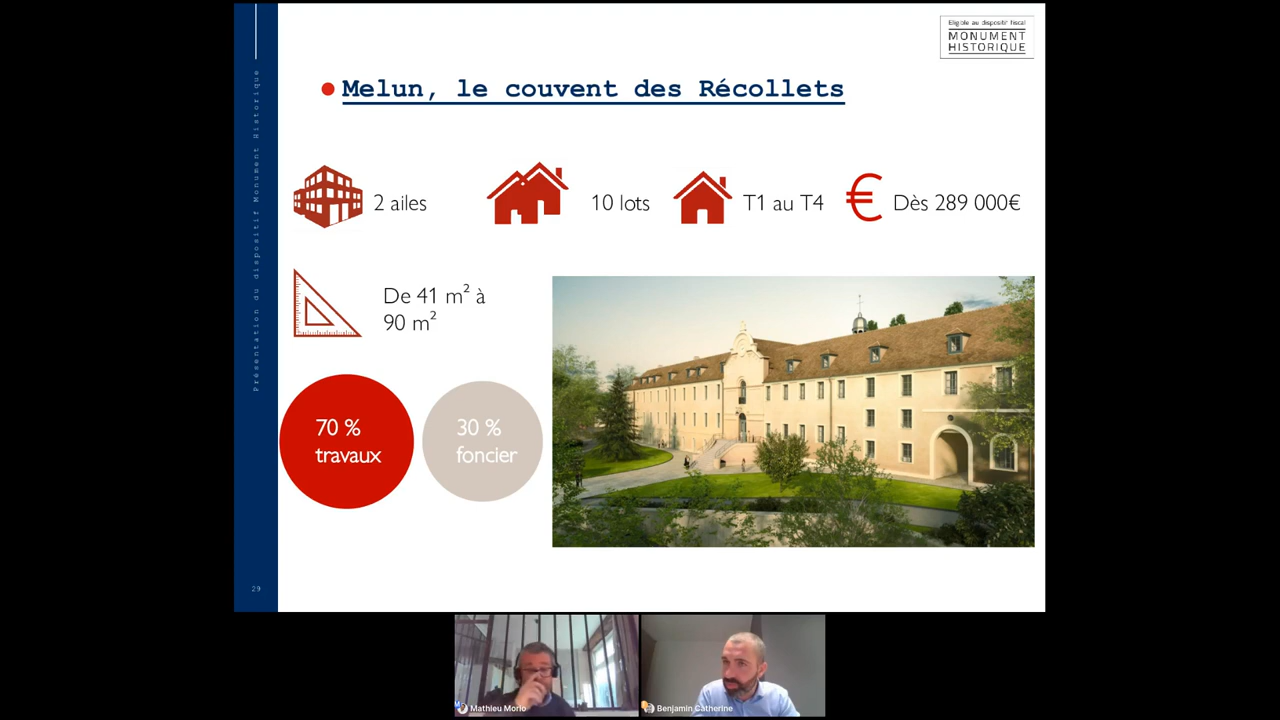 Eligible au dispositif fiscal
MONUMENT
HISTORIQUE
Présentation du dispositif Monument Historique
Melun, le couvent des Récollets
2 ailes
10 lots
T1 au T4
€
Dès 289 000€
De 41 m² à
90 m²
70 %
travaux
30 %
foncier
29
Mathieu Morio
Benjamin Catherine